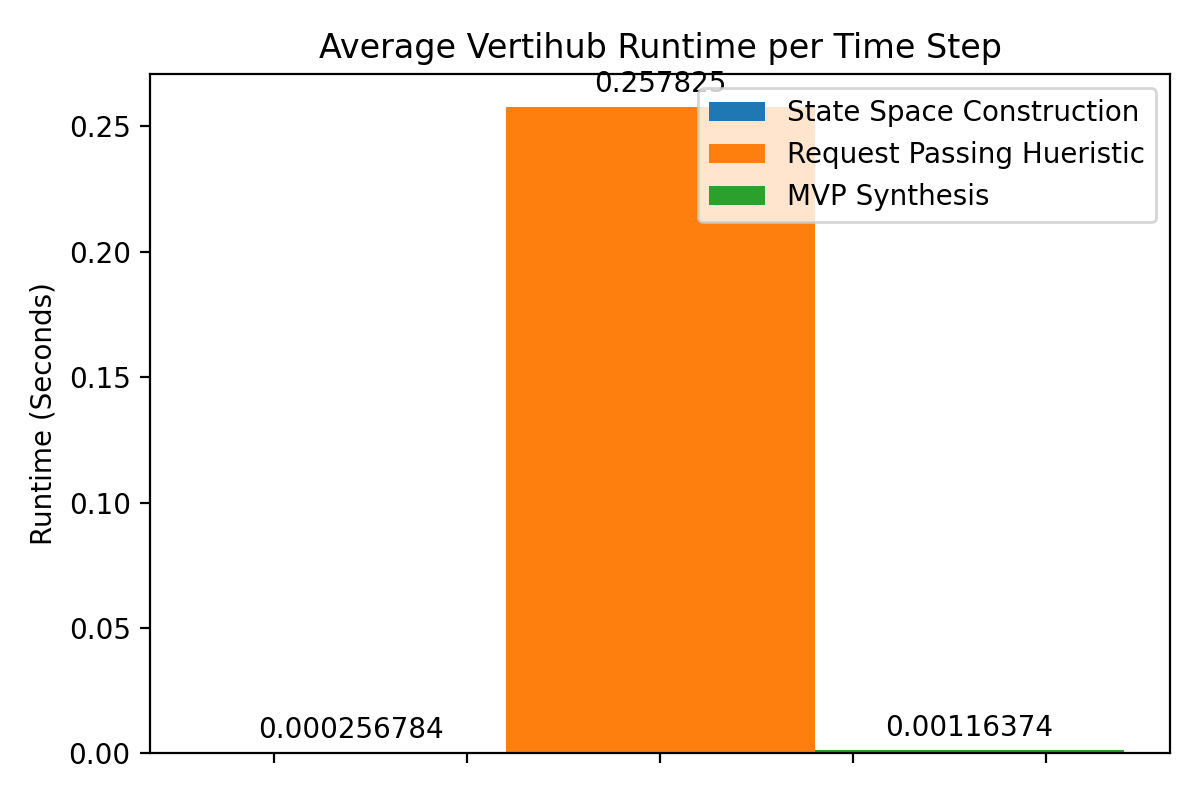 Average Vertihub Runtime per Time Step
0.257825
State Space Construction
Request Passing Hueristic
MVP Synthesis
Runtime (Seconds)
0.25
0.20
0.15
0.10
0.05
0.00
0.000256784
0.00116374